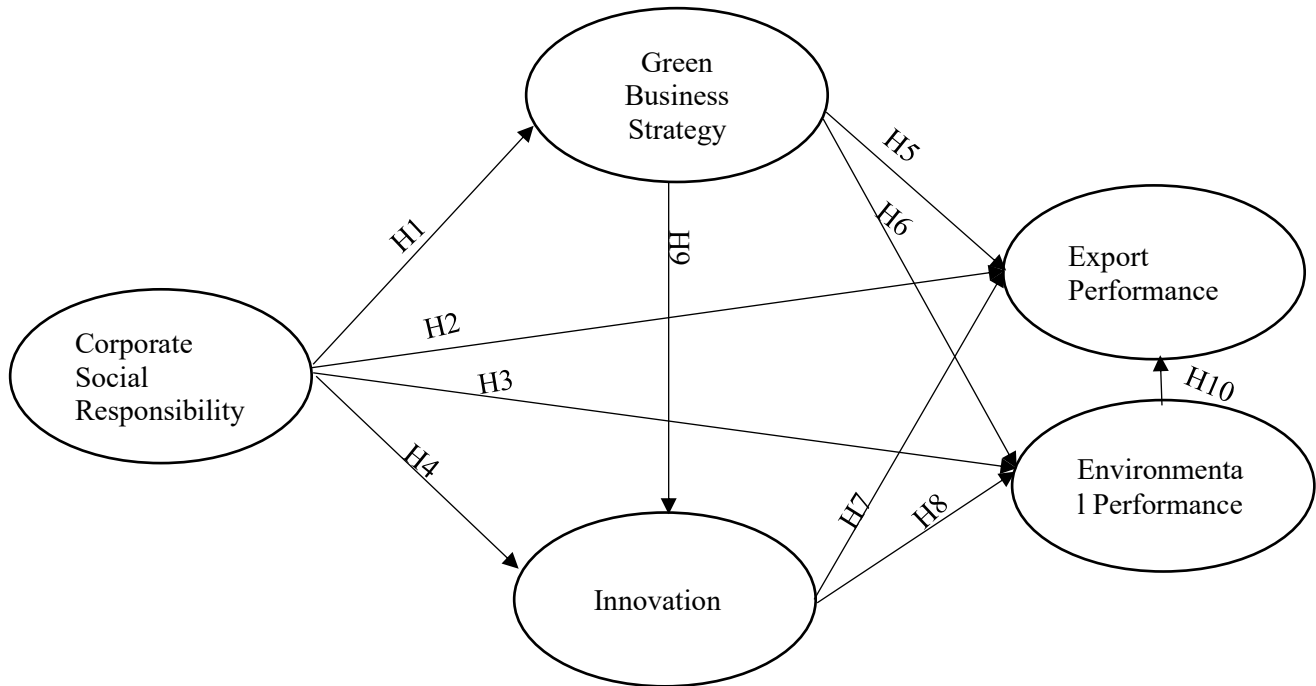 Green
Business
Strategy
H5
H1
H6
H9
Export
Performance
H2
Corporate
Social
Responsibility
H3
H10
H4
H7
H8
Environmenta
l Performance
Innovation